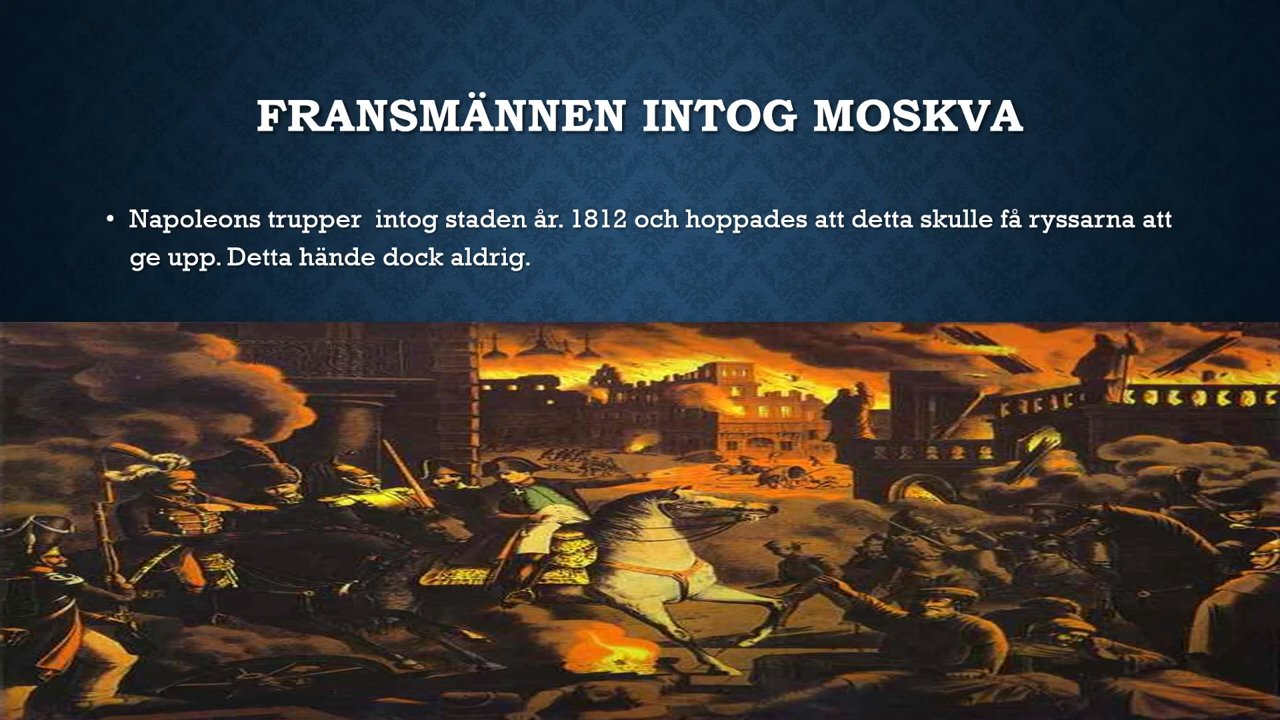 FRANSMÄNNEN INTOG MOSKVA
• Napoleons trupper  intog staden år. 1812 och hoppades att detta skulle få ryssarna att
ge upp. Detta hände dock aldrig.